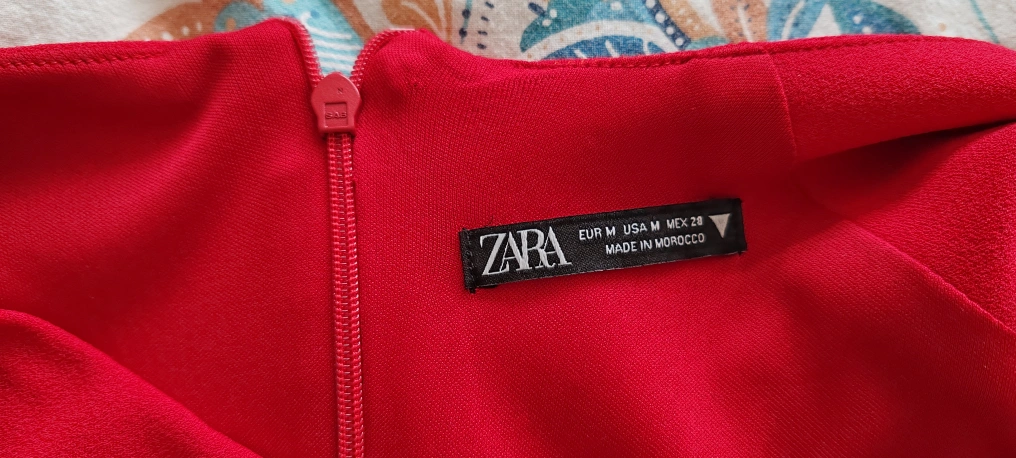 ZARA
EUR M USA M MEX 28
MADE IN MOROCCO